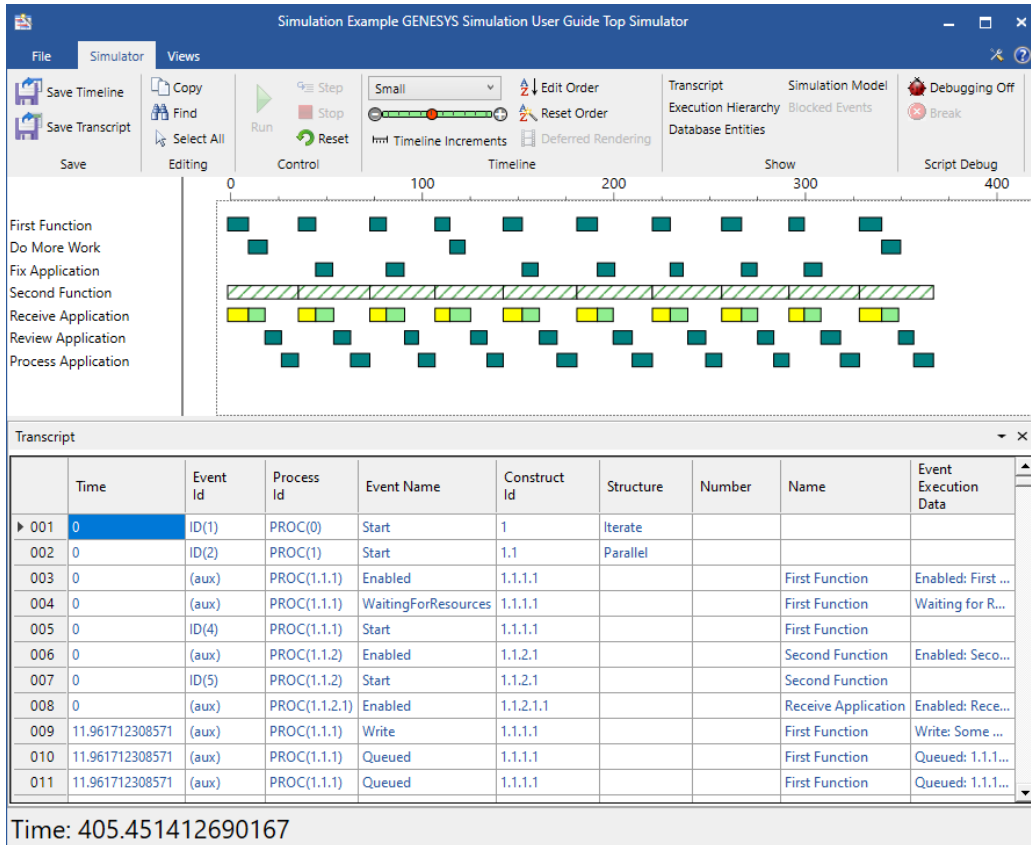 Simulation Example GENESYS Simulation User Guide Top Simulator
File Simulator Views
Save Timeline Copy Step Small Edit Order Transcript Simulation Model Debugging Off
Find Run Stop Reset Order Execution Hierarchy Blocked Events Break
Save Transcript Select All Reset Timeline Increments Deferred Rendering Database Entities
Save Editing Control Timeline Show Script Debug
0 100 200 300 400
First Function
Do More Work
Fix Application
Second Function
Receive Application
Review Application
Process Application
Transcript
Time Event Id Process Id Event Name Construct Id Structure Number Name Event Execution Data
001 0 ID(1) PROC(0) Start 1 Iterate
002 0 ID(2) PROC(1) Start 1.1 Parallel
003 0 (aux) PROC(1.1.1) Enabled 1.1.1.1 First Function Enabled: First ...
004 0 (aux) PROC(1.1.1) WaitingForResources 1.1.1.1 First Function Waiting for R...
005 0 ID(4) PROC(1.1.1) Start 1.1.1.1 First Function
006 0 (aux) PROC(1.1.2) Enabled 1.1.2.1 Second Function Enabled: Seco...
007 0 ID(5) PROC(1.1.2) Start 1.1.2.1 Second Function
008 0 (aux) PROC(1.1.2.1) Enabled 1.1.2.1.1 Receive Application Enabled: Rece...
009 11.961712308571 (aux) PROC(1.1.1) Write 1.1.1.1 First Function Write: Some ...
010 11.961712308571 (aux) PROC(1.1.1) Queued 1.1.1.1 First Function Queued: 1.1.1...
011 11.961712308571 (aux) PROC(1.1.1) Queued 1.1.1.1 First Function Queued: 1.1.1...
Time: 405.451412690167